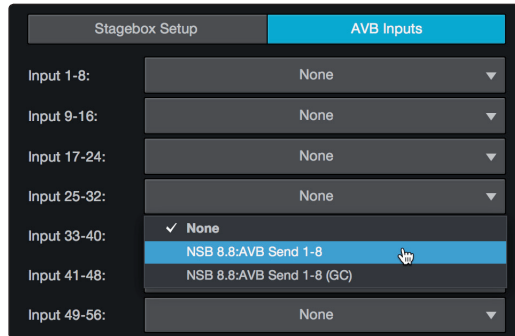 Stagebox Setup AVB Inputs
Input 1-8: None
Input 9-16: None
Input 17-24: None
Input 25-32: None
Input 33-40: ✓ None
NSB 8.8:AVB Send 1-8
Input 41-48: NSB 8.8:AVB Send 1-8 (GC)
Input 49-56: None